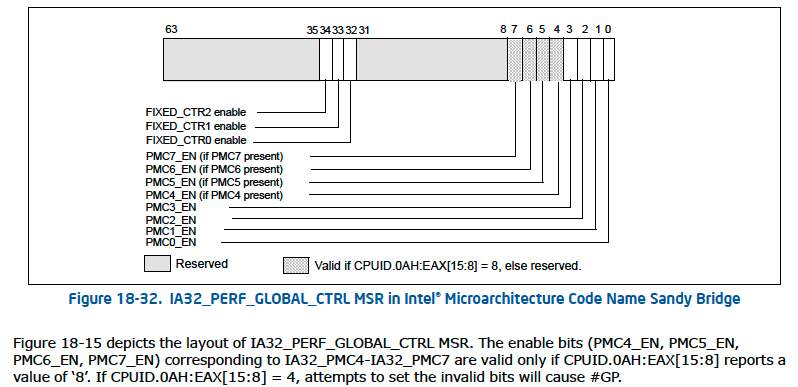 63 35 34 33 32 31 8 7 6 5 4 3 2 1 0
FIXED_CTR2 enable
FIXED_CTR1 enable
FIXED_CTR0 enable
PMC7_EN (if PMC7 present)
PMC6_EN (if PMC6 present)
PMC5_EN (if PMC5 present)
PMC4_EN (if PMC4 present)
PMC3_EN
PMC2_EN
PMC1_EN
PMC0_EN
Reserved Valid if CPUID.0AH:EAX[15:8] = 8, else reserved.
Figure 18-32. IA32_PERF_GLOBAL_CTRL MSR in Intel® Microarchitecture Code Name Sandy Bridge
Figure 18-15 depicts the layout of IA32_PERF_GLOBAL_CTRL MSR. The enable bits (PMC4_EN, PMC5_EN,
PMC6_EN, PMC7_EN) corresponding to IA32_PMC4-IA32_PMC7 are valid only if CPUID.0AH:EAX[15:8] reports a
value of ‘8’. If CPUID.0AH:EAX[15:8] = 4, attempts to set the invalid bits will cause #GP.